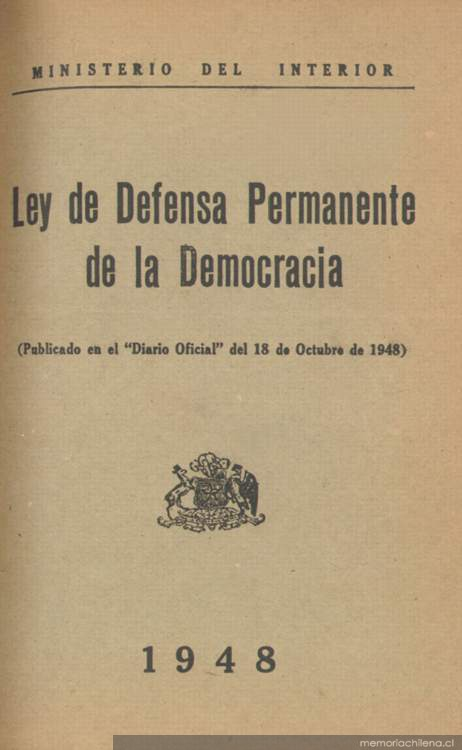 MINISTERIO DEL INTERIOR
Ley de Defensa Permanente
de la Democracia
(Publicado en el "Diario Oficial" del 18 de Octubre de 1948)
1948
memoriachilena.cl